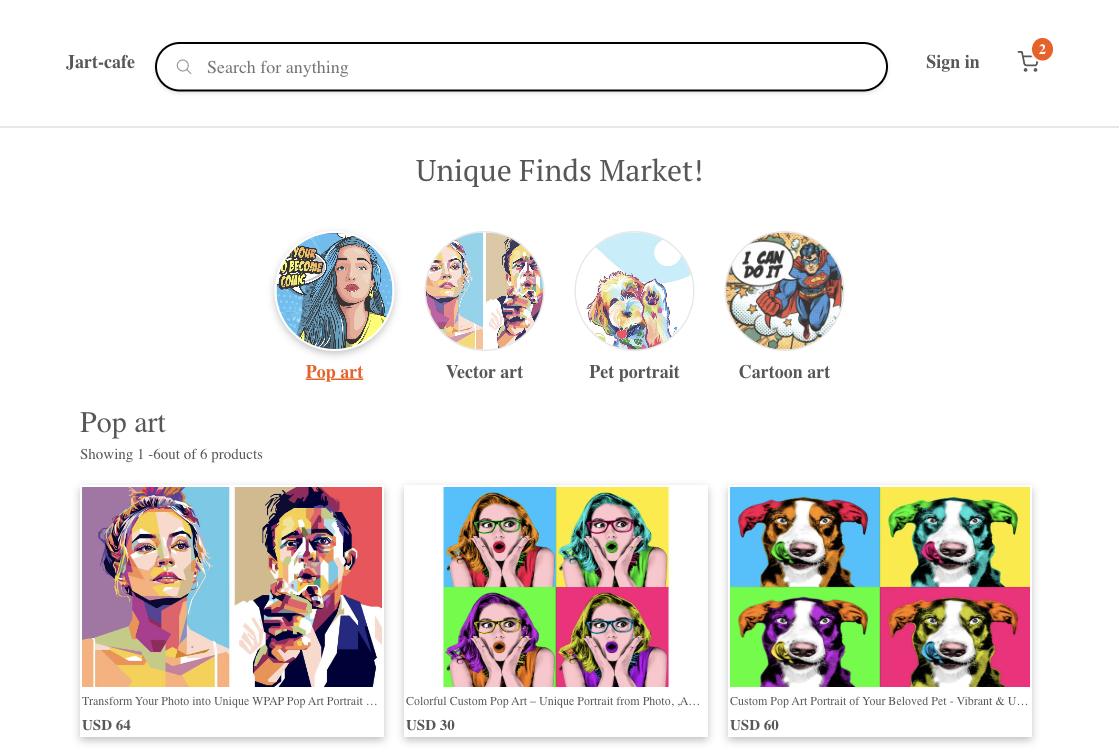 Jart-cafe
Search for anything
Sign in
2
Unique Finds Market!
YOUR
O BECOME
COMIC
I CAN
DO IT
Pop art
Vector art
Pet portrait
Cartoon art
Pop art
Showing 1 -6out of 6 products
Transform Your Photo into Unique WPAP Pop Art Portrait …
Colorful Custom Pop Art – Unique Portrait from Photo, ,A…
Custom Pop Art Portrait of Your Beloved Pet - Vibrant & U…
USD 64
USD 30
USD 60